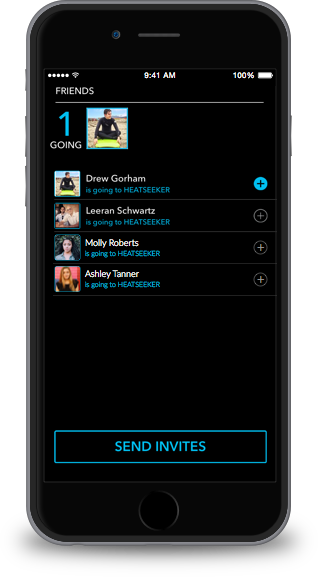 9:41 AM 100%
FRIENDS
1
GOING
Drew Gorham
is going to HEATSEEKER
Leeran Schwartz
is going to HEATSEEKER
Molly Roberts
is going to HEATSEEKER
Ashley Tanner
is going to HEATSEEKER
SEND INVITES